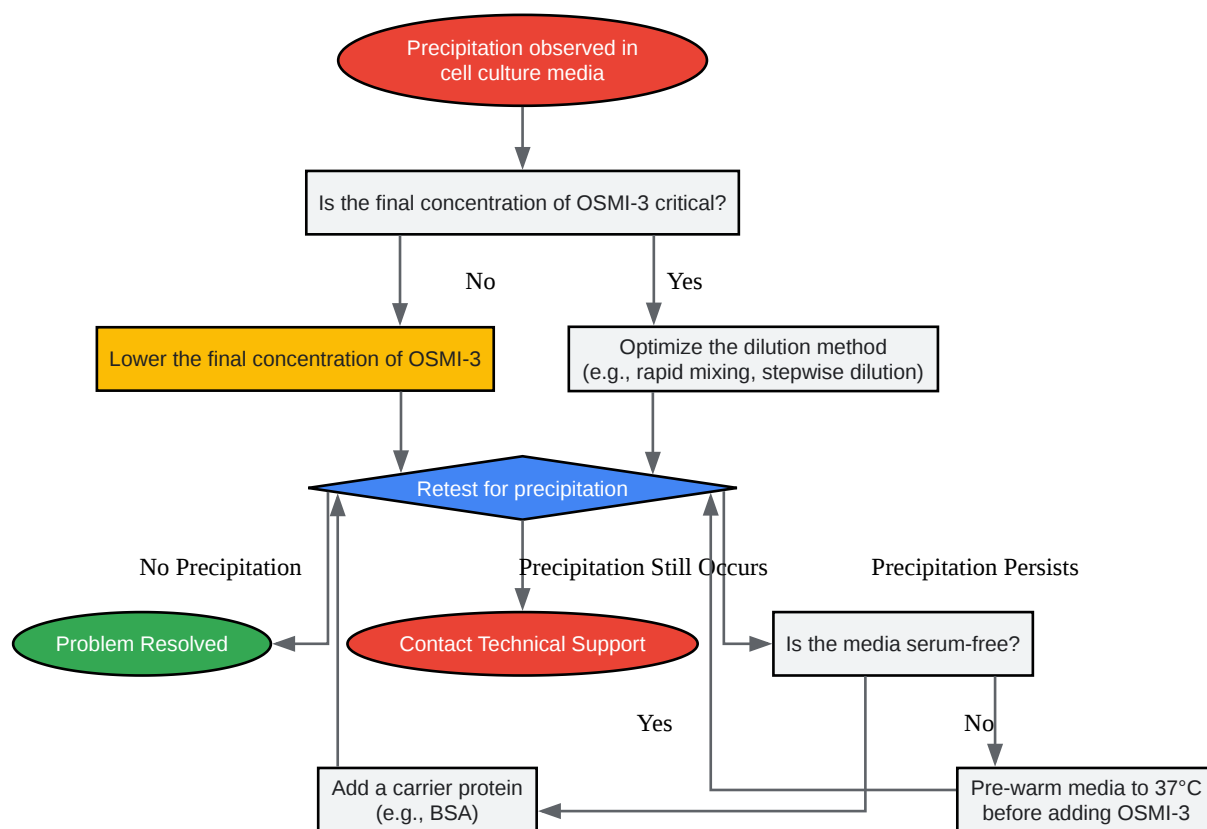 Precipitation observed in
cell culture media
Is the final concentration of OSMI-3 critical?
No
Yes
Lower the final concentration of OSMI-3
Optimize the dilution method
(e.g., rapid mixing, stepwise dilution)
Retest for precipitation
No Precipitation
Precipitation Still Occurs
Precipitation Persists
Problem Resolved
Contact Technical Support
Is the media serum-free?
Yes
No
Add a carrier protein
(e.g., BSA)
Pre-warm media to 37°C
before adding OSMI-3